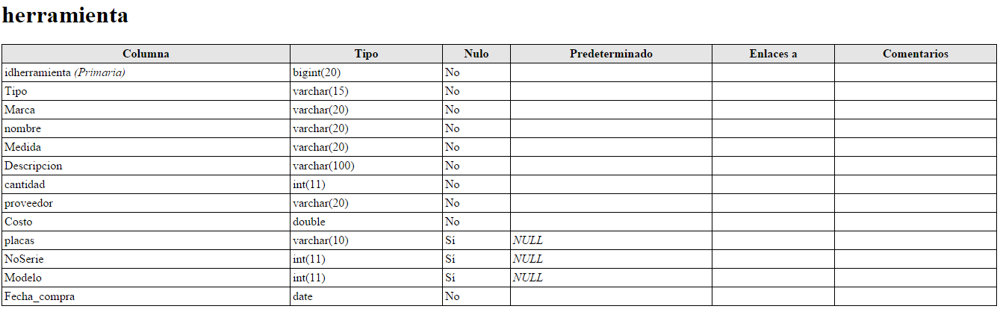 herramienta
Columna Tipo Nulo Predeterminado Enlaces a Comentarios
idherramienta (Primaria) bigint(20) No
Tipo varchar(15) No
Marca varchar(20) No
nombre varchar(20) No
Medida varchar(20) No
Descripcion varchar(100) No
cantidad int(11) No
proveedor varchar(20) No
Costo double No
placas varchar(10) Sí NULL
NoSerie int(11) Sí NULL
Modelo int(11) Sí NULL
Fecha_compra date No